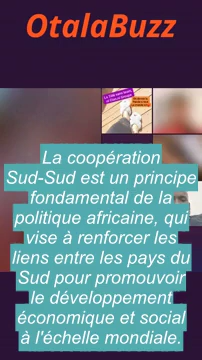 OtalaBuzz
La coopération
Sud-Sud est un principe
fondamental de la
politique africaine, qui
vise à renforcer les
liens entre les pays du
Sud pour promouvoir
le développement
économique et social
à l'échelle mondiale.